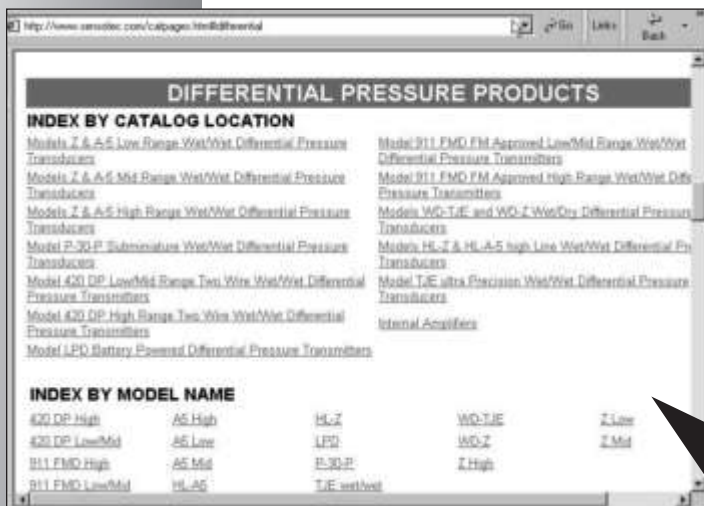 http://www.sensotec.com/catpages.html#differential
Go
Links
Back
DIFFERENTIAL PRESSURE PRODUCTS
INDEX BY CATALOG LOCATION
Models Z & A-5 Low Range Wet/Wet Differential Pressure
Transducers
Models Z & A-5 Mid Range Wet/Wet Differential Pressure
Transducers
Models Z & A-5 High Range Wet/Wet Differential Pressure
Transducers
Model P-30-P Subminiature Wet/Wet Differential Pressure
Transducers
Model 420 DP Low/Mid Range Two Wire Wet/Wet Differential
Pressure Transmitters
Model 420 DP High Range Two Wire Wet/Wet Differential
Pressure Transmitters
Model LPD Battery Powered Differential Pressure Transmitters
Model 911 FMD FM Approved Low/Mid Range Wet/Wet
Differential Pressure Transmitters
Model 911 FMD FM Approved High Range Wet/Wet Diffe
Pressure Transmitters
Models WD-TJE and WD-Z Wet/Dry Differential Pressure
Transducers
Models HL-Z & HL-A-5 high Line Wet/Wet Differential Pre
Transducers
Model TJE ultra Precision Wet/Wet Differential Pressure
Transducers
Internal Amplifiers
INDEX BY MODEL NAME
420 DP High A5 High HL-Z WD-TJE Z Low
420 DP Low/Mid A5 Low LPD WD-Z Z Mid
911 FMD High A5 Mid P-30-P Z High
911 FMD Low/Mid HL-A5 TJE wet/wet